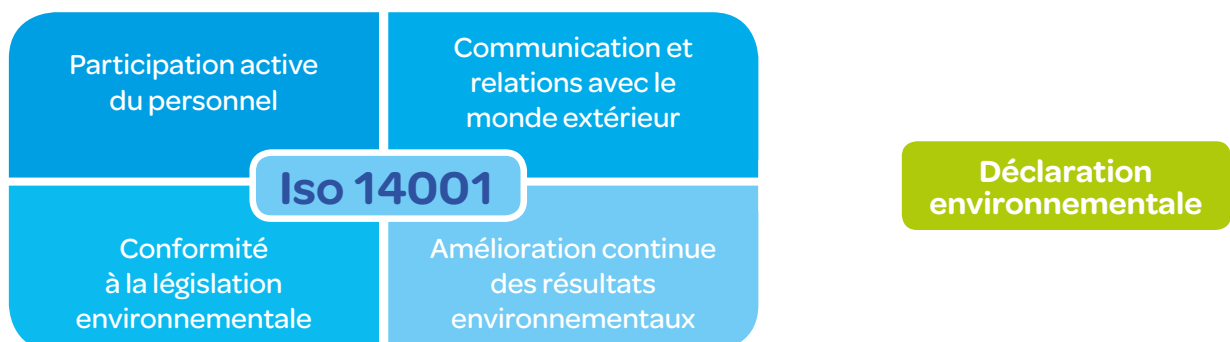 Participation active
du personnel
Communication et
relations avec le
monde extérieur
Iso 14001
Conformité
à la législation
environnementale
Amélioration continue
des résultats
environnementaux
Déclaration
environnementale